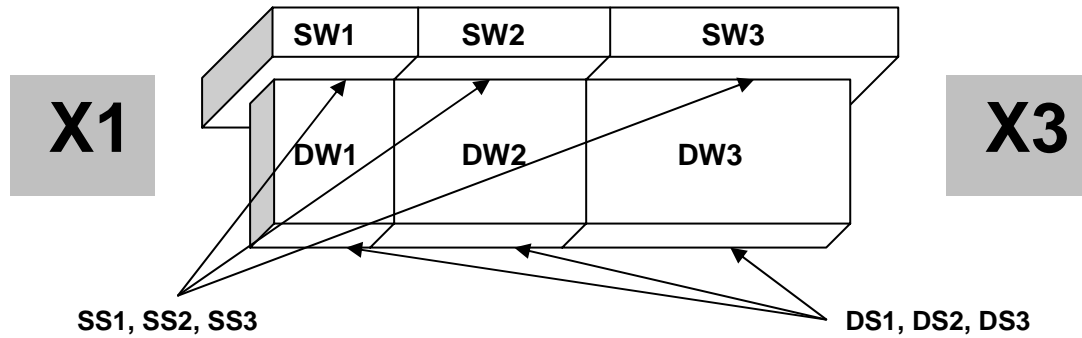 SW1 SW2 SW3
X1 X3
DW1 DW2 DW3
SS1, SS2, SS3 DS1, DS2, DS3